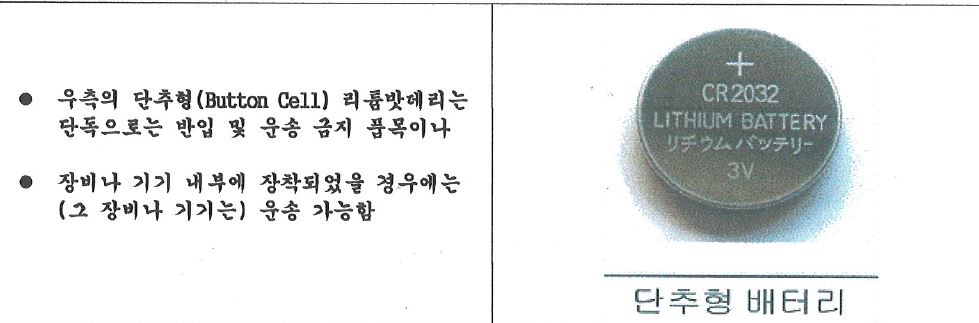 ● 우측의 단추형(Button Cell) 리튬밧데리는
단독으로는 반입 및 운송 금지 품목이나
● 장비나 기기 내부에 장착되었을 경우에는
(그 장비나 기기는) 운송 가능함
+
CR2032
LITHIUM BATTERY
リチウムバッテリー
3V
단추형 배터리